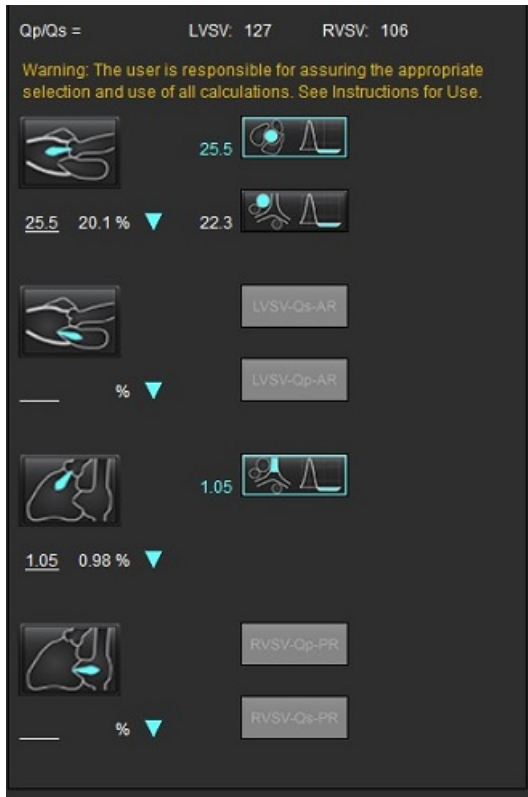 Qp/Qs = LVSV: 127 RVSV: 106
Warning: The user is responsible for assuring the appropriate
selection and use of all calculations. See Instructions for Use.
25.5
25.5 20.1 % 22.3
LVSV-Qs-AR
LVSV-Qp-AR
%
1.05
1.05 0.98 %
RVSV-Qp-PR
RVSV-Qs-PR
%